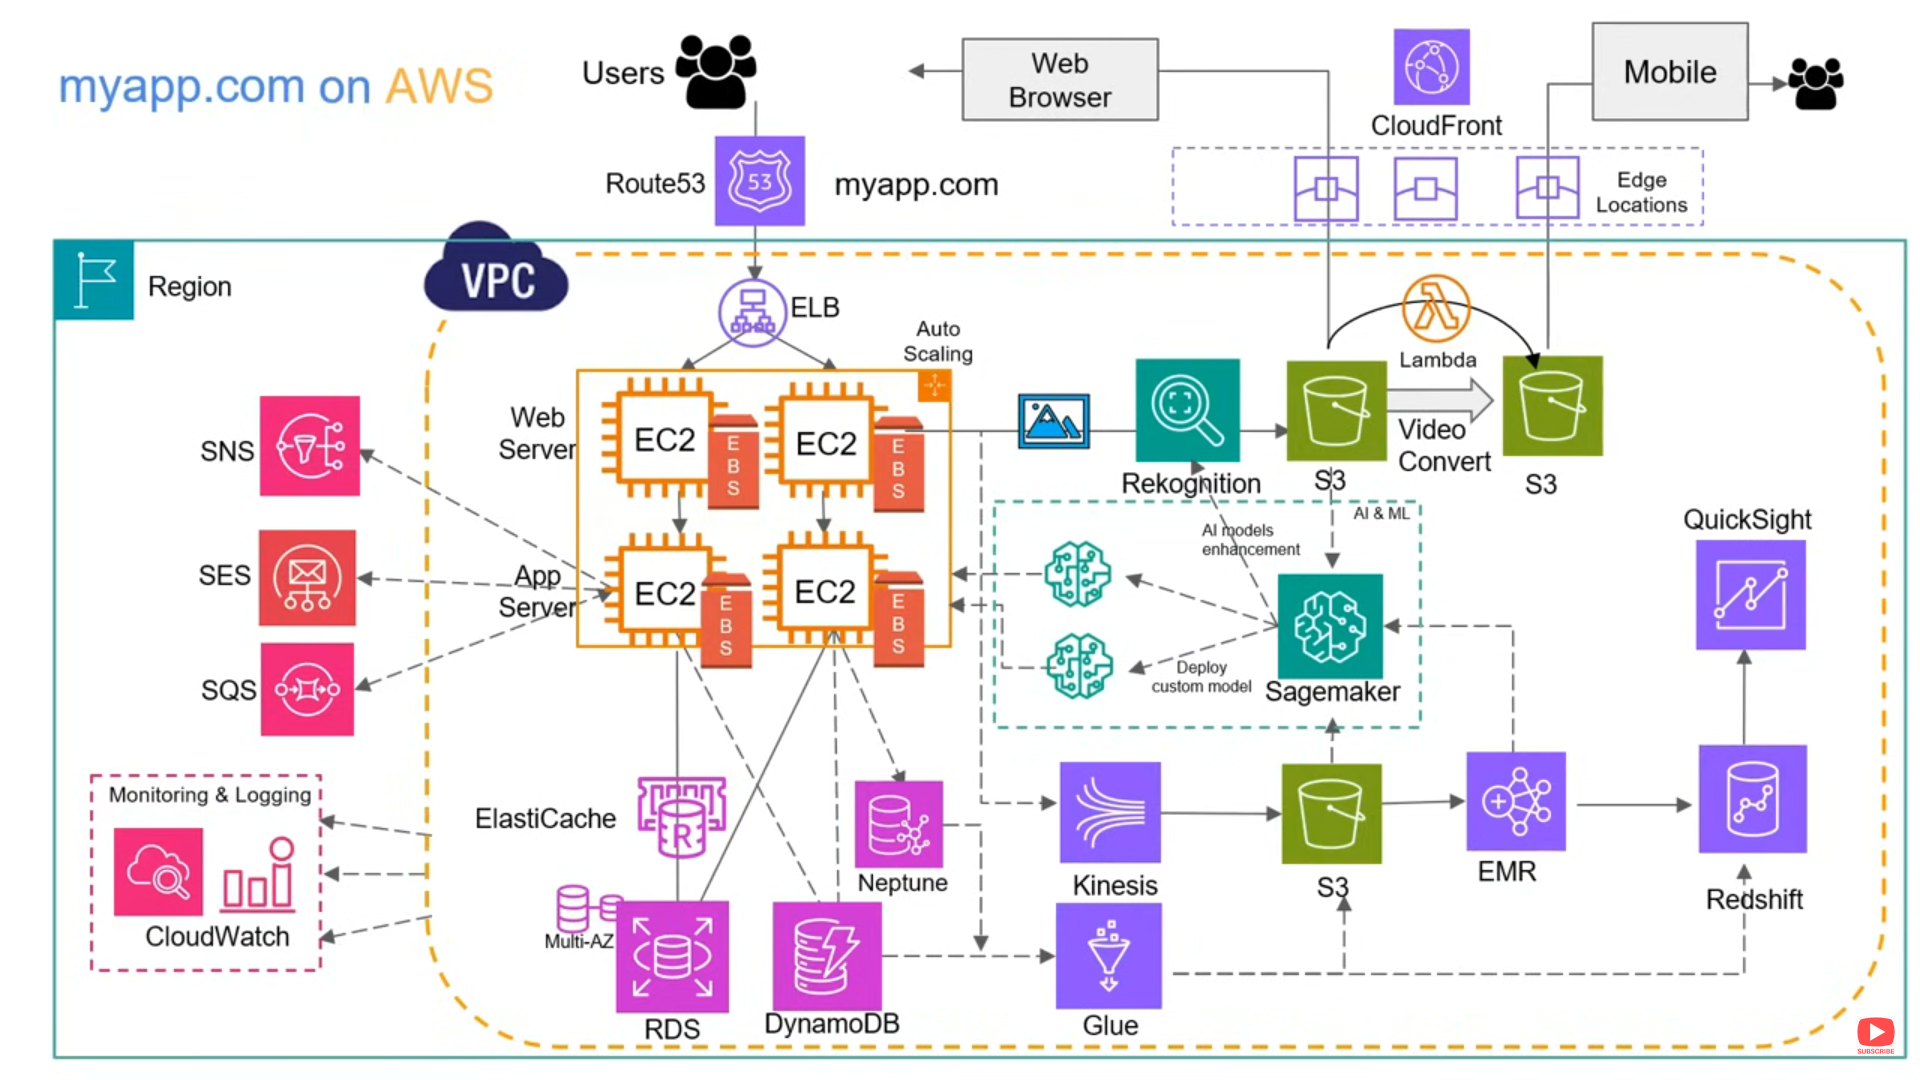 myapp.com on AWS
Users
Web
Browser
CloudFront
Mobile
Route53
53
myapp.com
Edge
Locations
Region
VPC
ELB
Auto
Scaling
Lambda
Web
Server
EC2
E
B
S
EC2
E
B
S
Rekognition
S3
Video
Convert
S3
SNS
SES
SQS
App
Server
EC2
E
B
S
EC2
E
B
S
AI & ML
AI models
enhancement
Deploy
custom model
Sagemaker
QuickSight
Monitoring & Logging
CloudWatch
ElastiCache
R
Neptune
Kinesis
S3
EMR
Redshift
Multi-AZ
RDS
DynamoDB
Glue
SUBSCRIBE